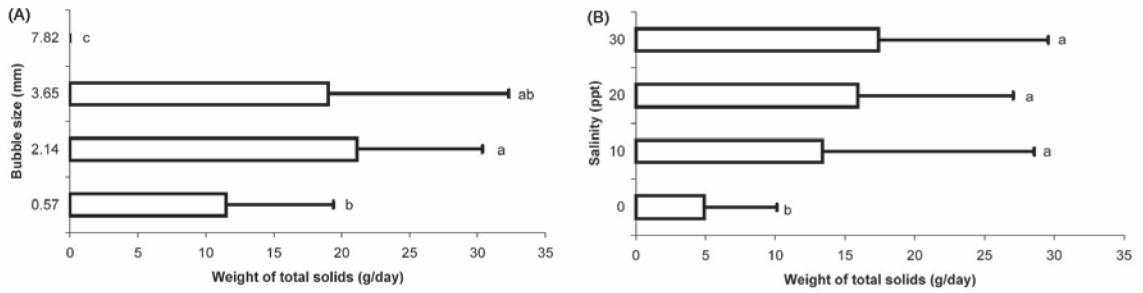 (A)
Bubble size (mm)
7.82
c
3.65
ab
2.14
a
0.57
b
0 5 10 15 20 25 30 35
Weight of total solids (g/day)
(B)
Salinity (ppt)
30
a
20
a
10
a
0
b
0 5 10 15 20 25 30 35
Weight of total solids (g/day)